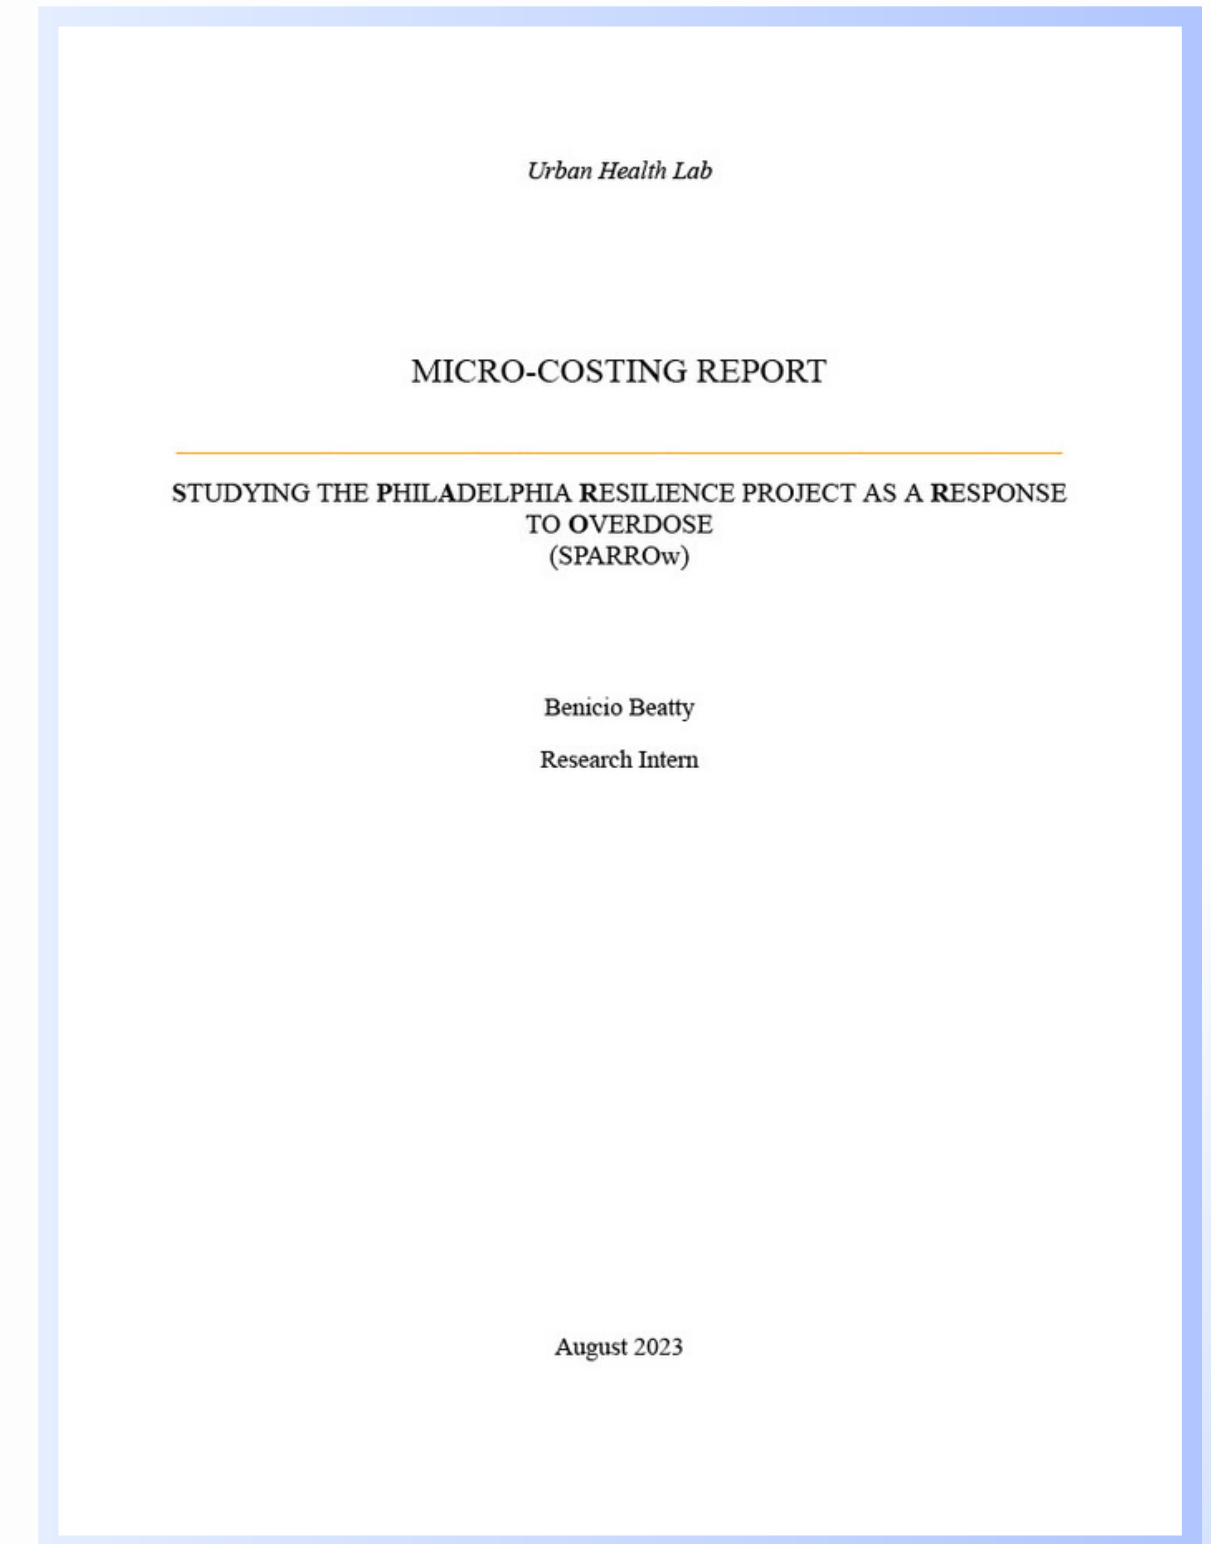 Urban Health Lab
MICRO-COSTING REPORT
STUDYING THE PHILADELPHIA RESILIENCE PROJECT AS A RESPONSE
TO OVERDOSE
(SPARROw)
Benicio Beatty
Research Intern
August 2023